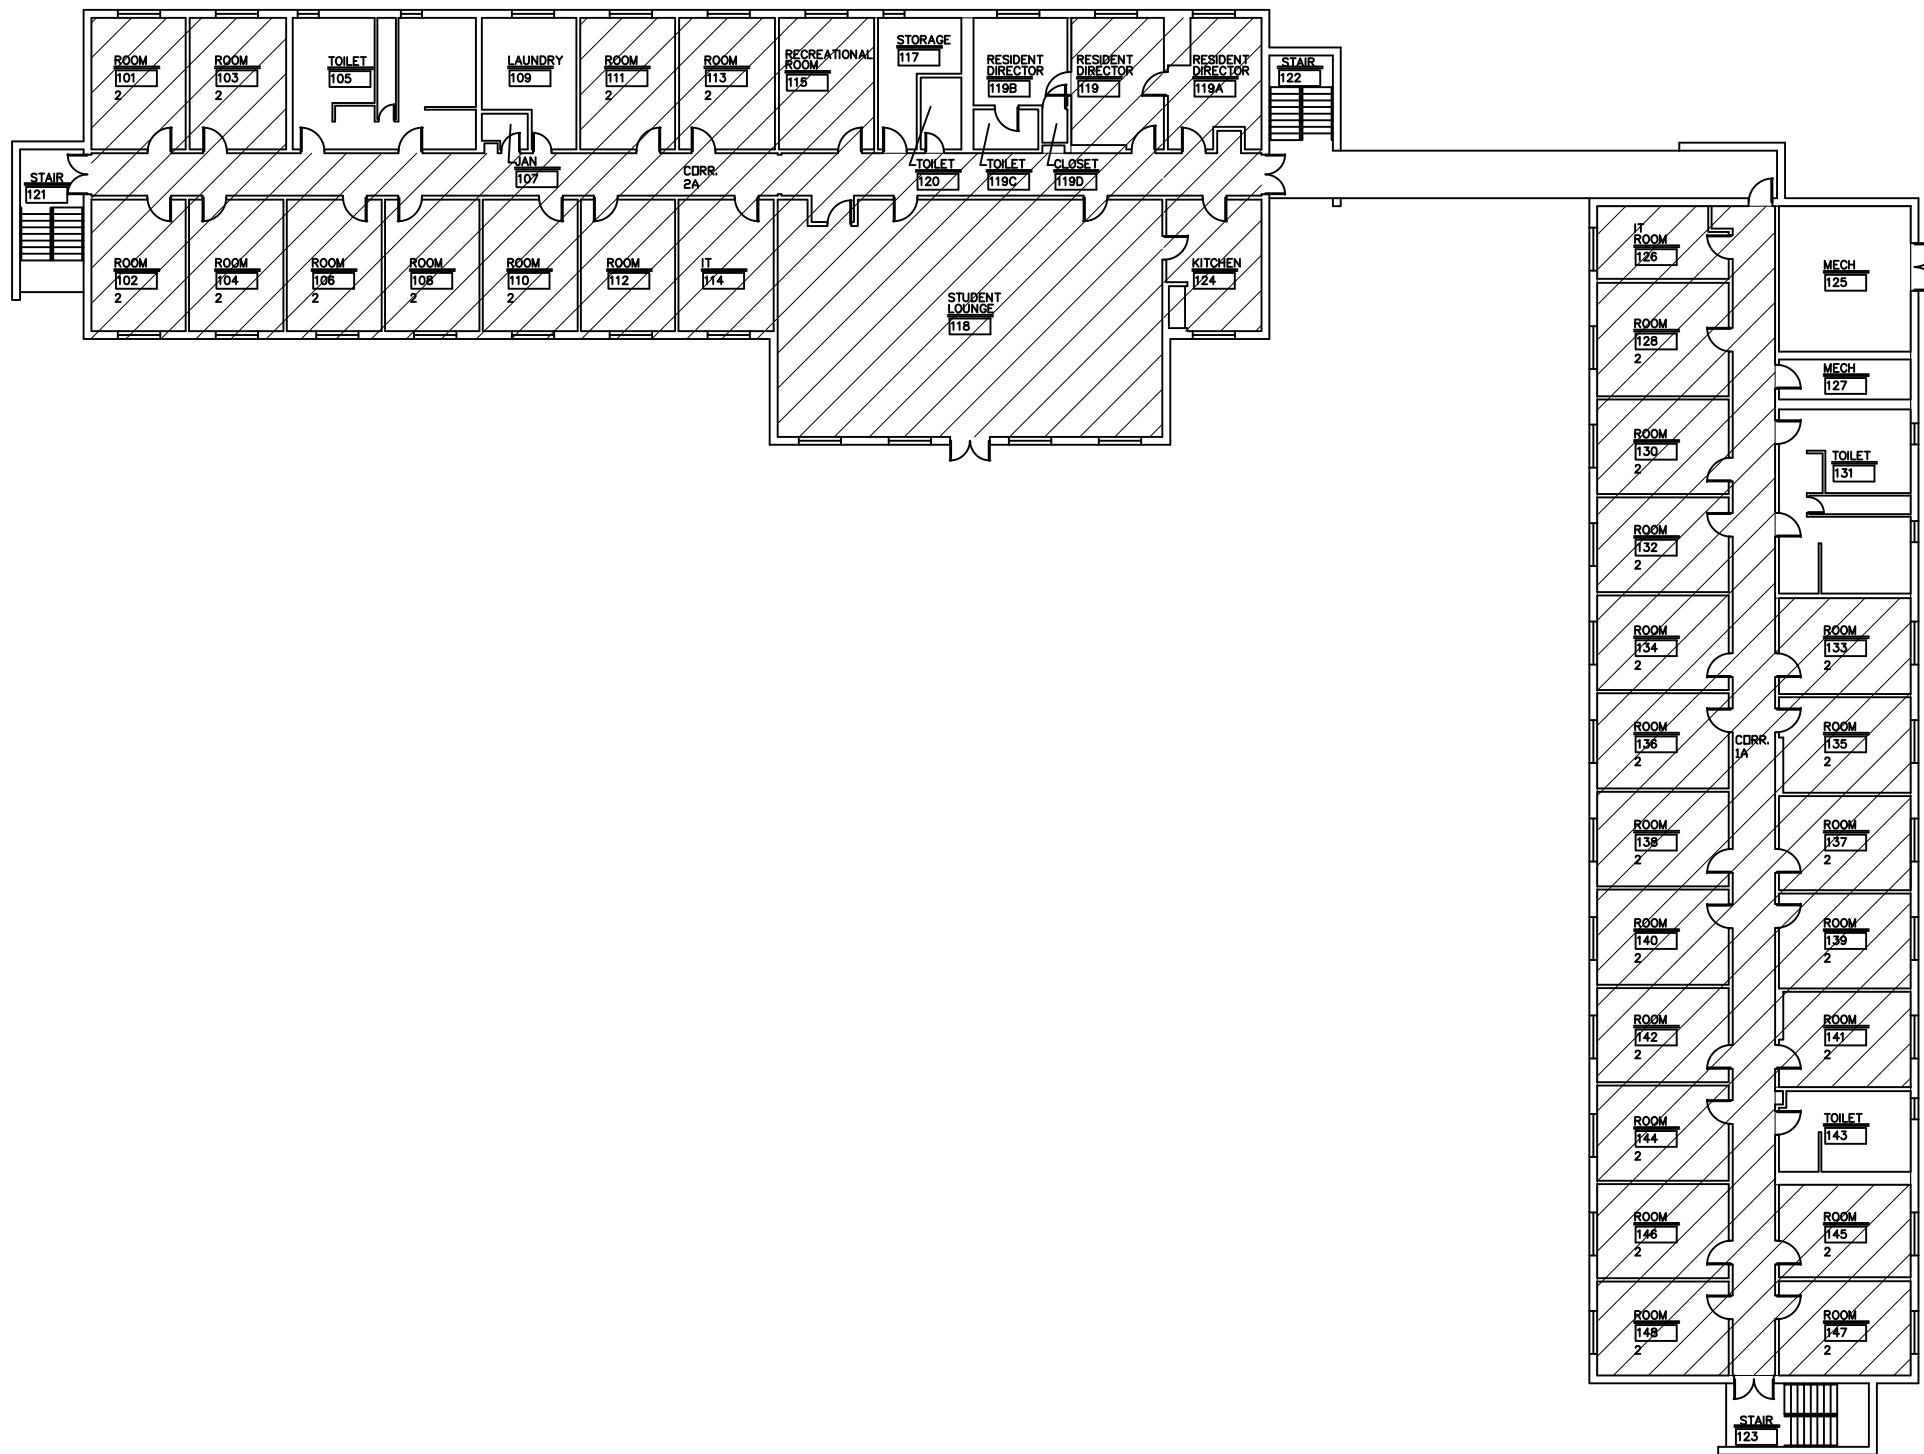 ROOM
101
2
ROOM
103
2
TOILET
105
LAUNDRY
109
ROOM
111
2
ROOM
113
2
RECREATIONAL
ROOM
115
STORAGE
117
RESIDENT
DIRECTOR
119B
RESIDENT
DIRECTOR
119
RESIDENT
DIRECTOR
119A
STAIR
122
STAIR
121
JAN
107
CORR.
2A
TOILET
120
TOILET
119C
CLOSET
119D
ROOM
102
2
ROOM
104
2
ROOM
106
2
ROOM
108
2
ROOM
110
2
ROOM
112
IT
114
STUDENT
LOUNGE
118
KITCHEN
124
IT
ROOM
126
MECH
125
ROOM
128
2
MECH
127
ROOM
130
2
TOILET
131
ROOM
132
2
ROOM
134
2
ROOM
133
2
ROOM
136
2
CORR.
1A
ROOM
135
2
ROOM
138
2
ROOM
137
2
ROOM
140
2
ROOM
139
2
ROOM
142
2
ROOM
141
2
ROOM
144
2
TOILET
143
ROOM
146
2
ROOM
145
2
ROOM
148
2
ROOM
147
2
STAIR
123